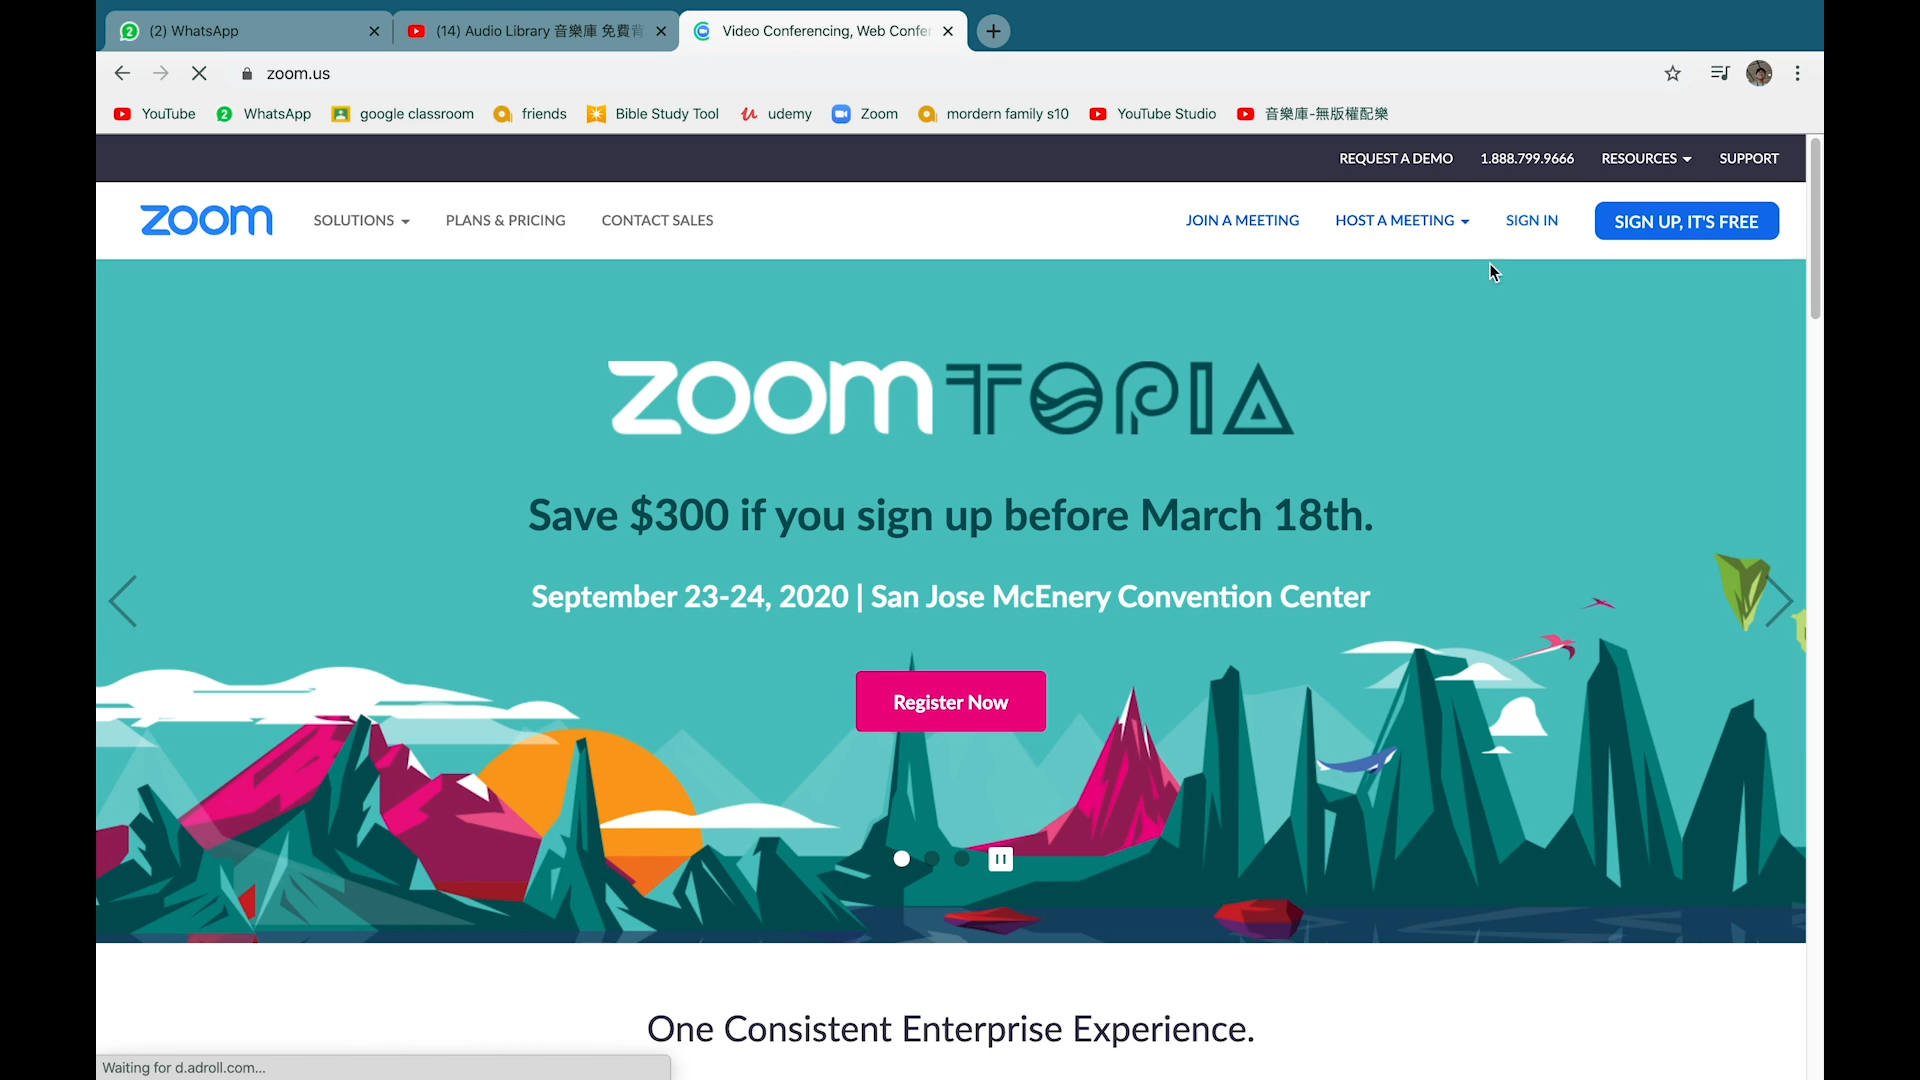 (2) WhatsApp
(14) Audio Library 音樂庫 免費背
Video Conferencing, Web Confer
zoom.us
YouTube
WhatsApp
google classroom
friends
Bible Study Tool
udemy
Zoom
mordern family s10
YouTube Studio
音樂庫-無版權配樂
REQUEST A DEMO
1.888.799.9666
RESOURCES
SUPPORT
zoom
SOLUTIONS
PLANS & PRICING
CONTACT SALES
JOIN A MEETING
HOST A MEETING
SIGN IN
SIGN UP, IT'S FREE
zoomTOPIA
Save $300 if you sign up before March 18th.
September 23-24, 2020 | San Jose McEnery Convention Center
Register Now
One Consistent Enterprise Experience.
Waiting for d.adroll.com...